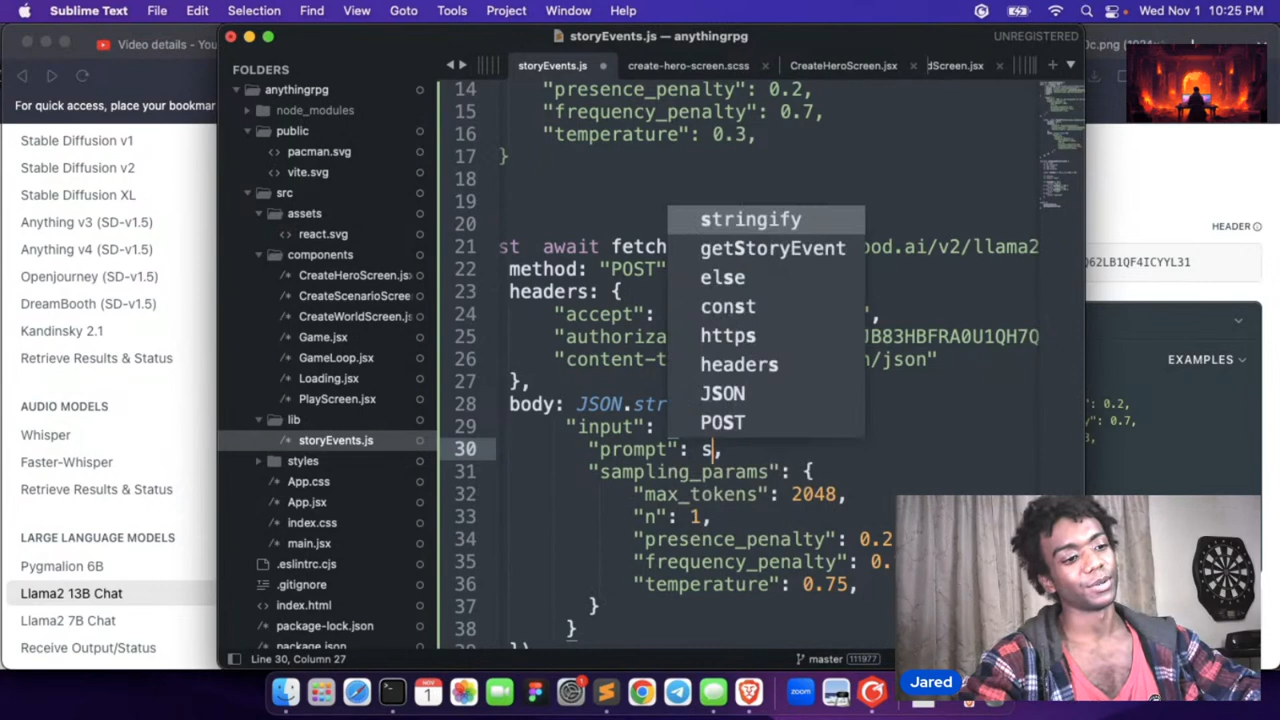 Sublime Text File Edit Selection Find View Goto Tools Project Window Help Wed Nov 1 10:25 PM
Video details - You
storyEvents.js — anythingrpg
UNREGISTERED
FOLDERS
storyEvents.js
create-hero-screen.scss
CreateHeroScreen.jsx
dScreen.jsx
For quick access, place your bookmar
Stable Diffusion v1
Stable Diffusion v2
Stable Diffusion XL
Anything v3 (SD-v1.5)
Anything v4 (SD-v1.5)
Openjourney (SD-v1.5)
DreamBooth (SD-v1.5)
Kandinsky 2.1
Retrieve Results & Status
AUDIO MODELS
Whisper
Faster-Whisper
Retrieve Results & Status
LARGE LANGUAGE MODELS
Pygmalion 6B
Llama2 13B Chat
Llama2 7B Chat
Receive Output/Status
anythingrpg
node_modules
public
pacman.svg
vite.svg
src
assets
react.svg
components
CreateHeroScreen.jsx
CreateScenarioScree
CreateWorldScreen.js
Game.jsx
GameLoop.jsx
Loading.jsx
PlayScreen.jsx
lib
storyEvents.js
styles
App.css
App.jsx
index.css
main.jsx
.eslintrc.cjs
.gitignore
index.html
package-lock.json
package.json
14 "presence_penalty": 0.2,
15 "frequency_penalty": 0.7,
16 "temperature": 0.3,
17 }
18
19
20
21 st await fetch ood.ai/v2/llama2
22 method: "POST"
23 headers: {
24 "accept": ,
25 "authoriza JB83HBFRA0U1QH7Q
26 "content-t n/json"
27 },
28 body: JSON.str
29 "input":
30 "prompt": s,
31 "sampling_params": {
32 "max_tokens": 2048,
33 "n": 1,
34 "presence_penalty": 0.2
35 "frequency_penalty": 0.
36 "temperature": 0.75,
37 }
38 }
})
stringify
getStoryEvent
else
const
https
headers
JSON
POST
HEADER
Q62LB1QF4ICYYL31
EXAMPLES
: 0.2,
: 0.7,
Line 30, Column 27
master 111977
Jared
1
zoom